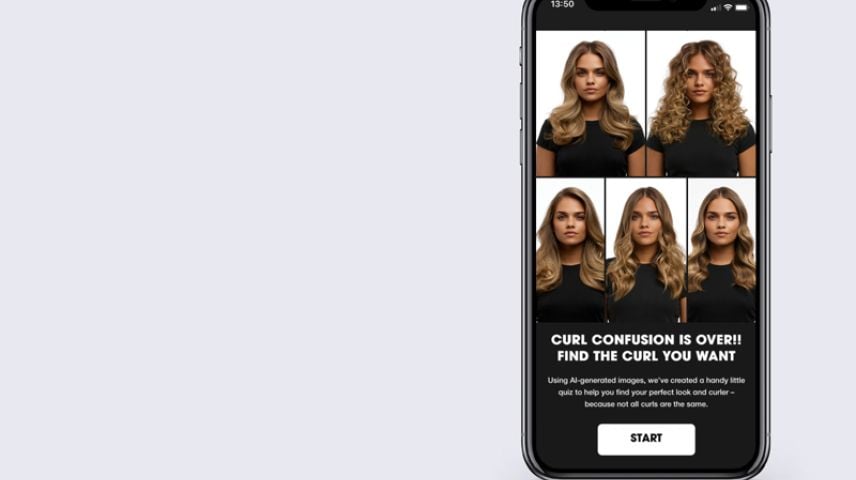 13:50
CURL CONFUSION IS OVER!!
FIND THE CURL YOU WANT
Using AI-generated images, we've created a handy little
quiz to help you find your perfect look and curler –
because not all curls are the same.
START